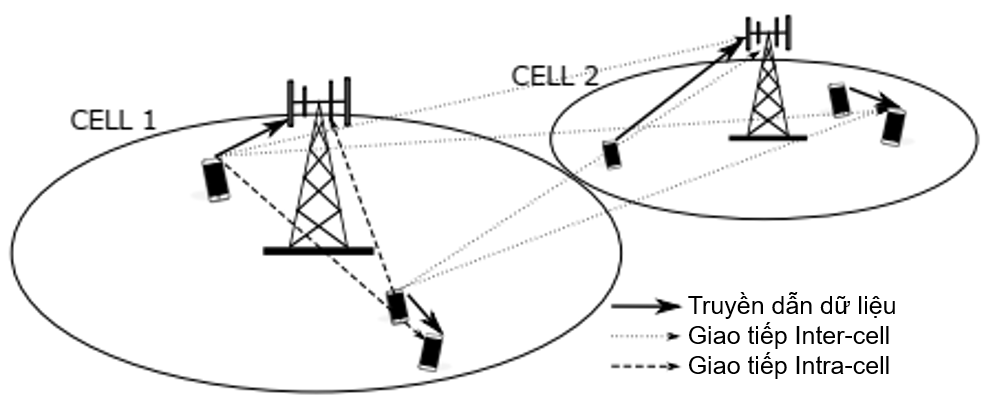 CELL 1
CELL 2
Truyền dẫn dữ liệu
Giao tiếp Inter-cell
Giao tiếp Intra-cell